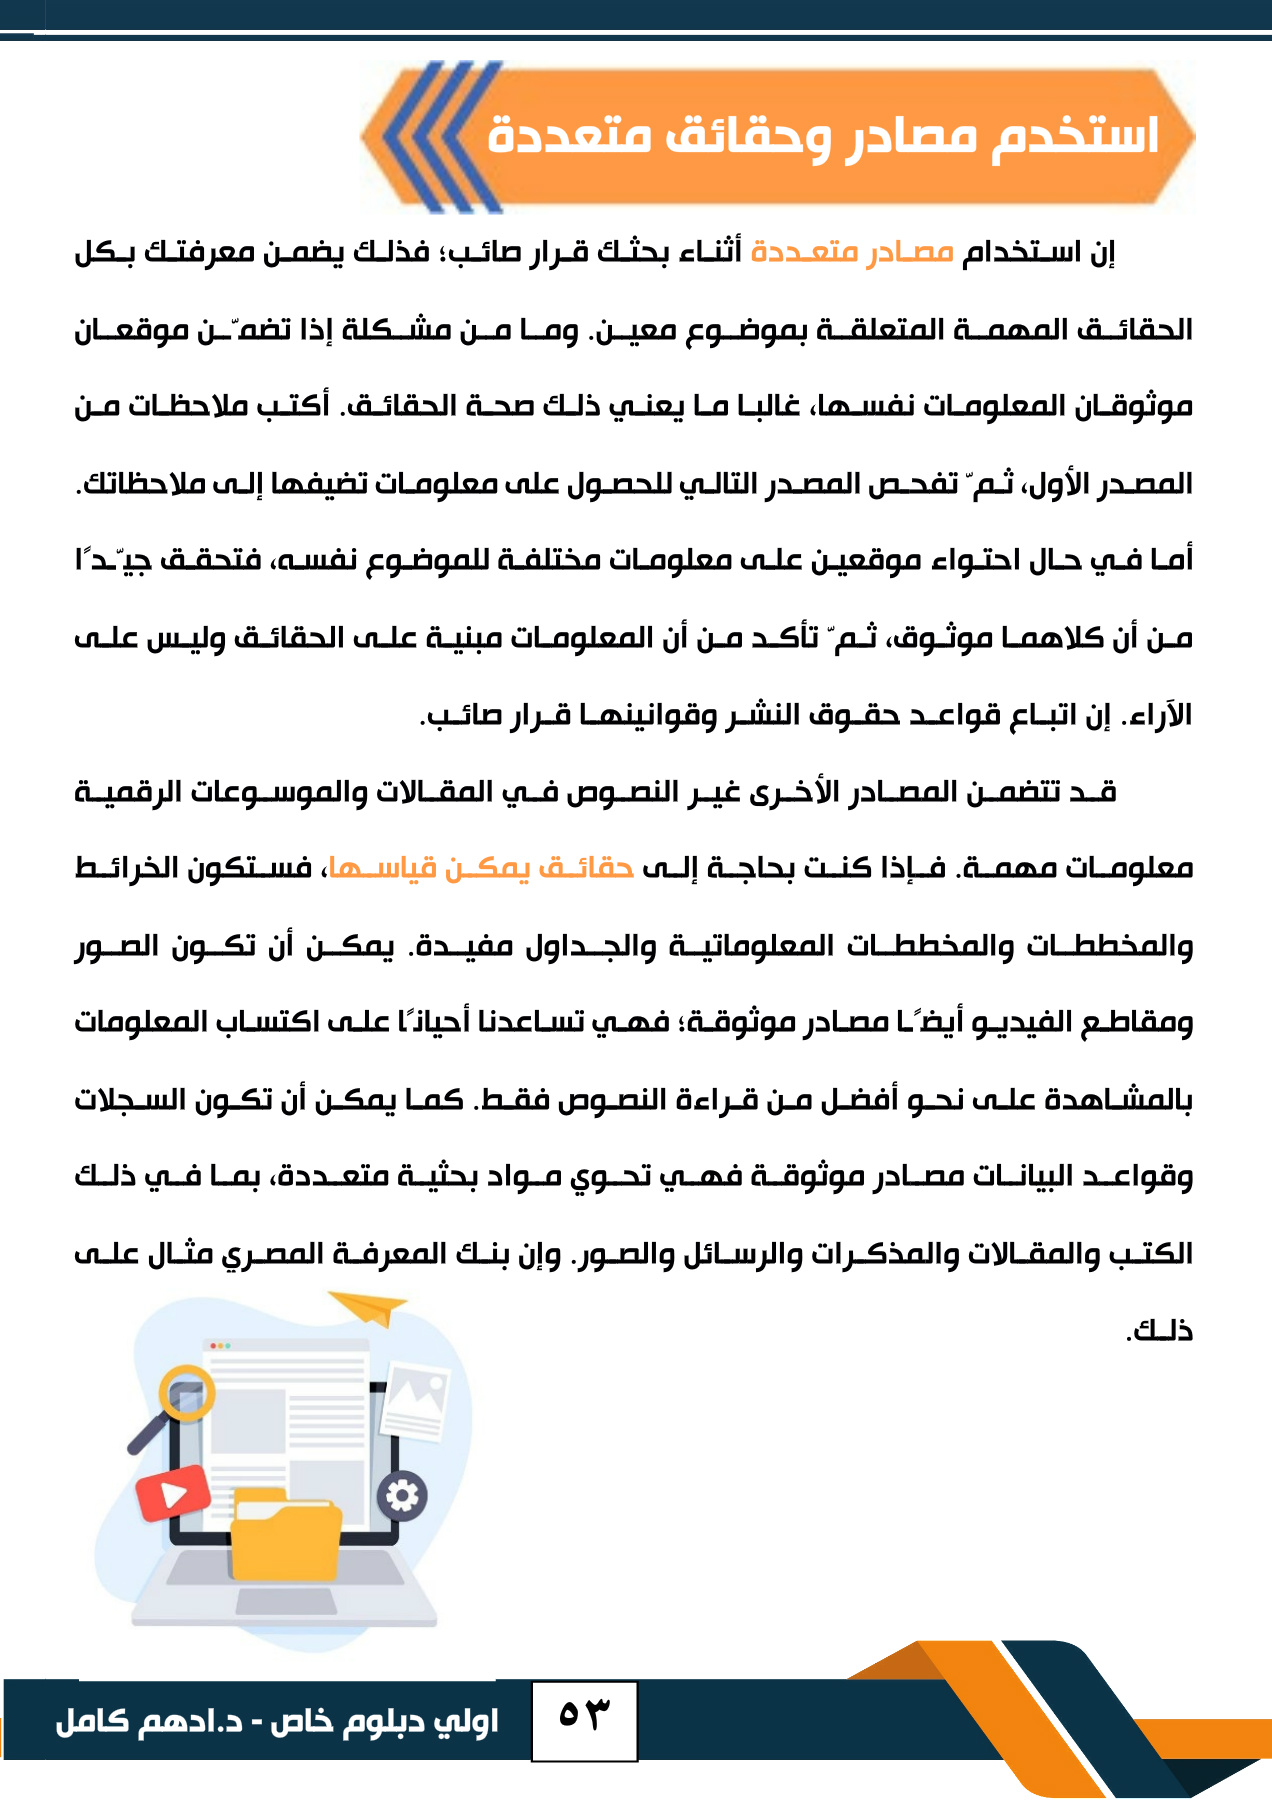 استخدم مصادر وحقائق متعددة
إن استخدام مصادر متعددة أثناء بحثك قرار صائب؛ فذلك يضمن معرفتك بكل
الحقائق المهمة المتعلقة بموضوع معين. وما من مشكلة إذا تضمّن موقعان
موثوقان المعلومات نفسها، غالبا ما يعني ذلك صحة الحقائق. أكتب ملاحظات من
المصدر الأول، ثمّ تفحص المصدر التالي للحصول على معلومات تضيفها إلى ملاحظاتك.
أما في حال احتواء موقعين على معلومات مختلفة للموضوع نفسه، فتحقق جيّدًا
من أن كلاهما موثوق، ثمّ تأكد من أن المعلومات مبنية على الحقائق وليس على
الآراء. إن اتباع قواعد حقوق النشر وقوانينها قرار صائب.
قد تتضمن المصادر الأخرى غير النصوص في المقالات والموسوعات الرقمية
معلومات مهمة. فإذا كنت بحاجة إلى حقائق يمكن قياسها، فستكون الخرائط
والمخططات والمخططات المعلوماتية والجداول مفيدة. يمكن أن تكون الصور
ومقاطع الفيديو أيضًا مصادر موثوقة؛ فهي تساعدنا أحيانًا على اكتساب المعلومات
بالمشاهدة على نحو أفضل من قراءة النصوص فقط. كما يمكن أن تكون السجلات
وقواعد البيانات مصادر موثوقة فهي تحوي مواد بحثية متعددة، بما في ذلك
الكتب والمقالات والمذكرات والرسائل والصور. وإن بنك المعرفة المصري مثال على
ذلك.
٥٣
اولي دبلوم خاص - د.ادهم كامل